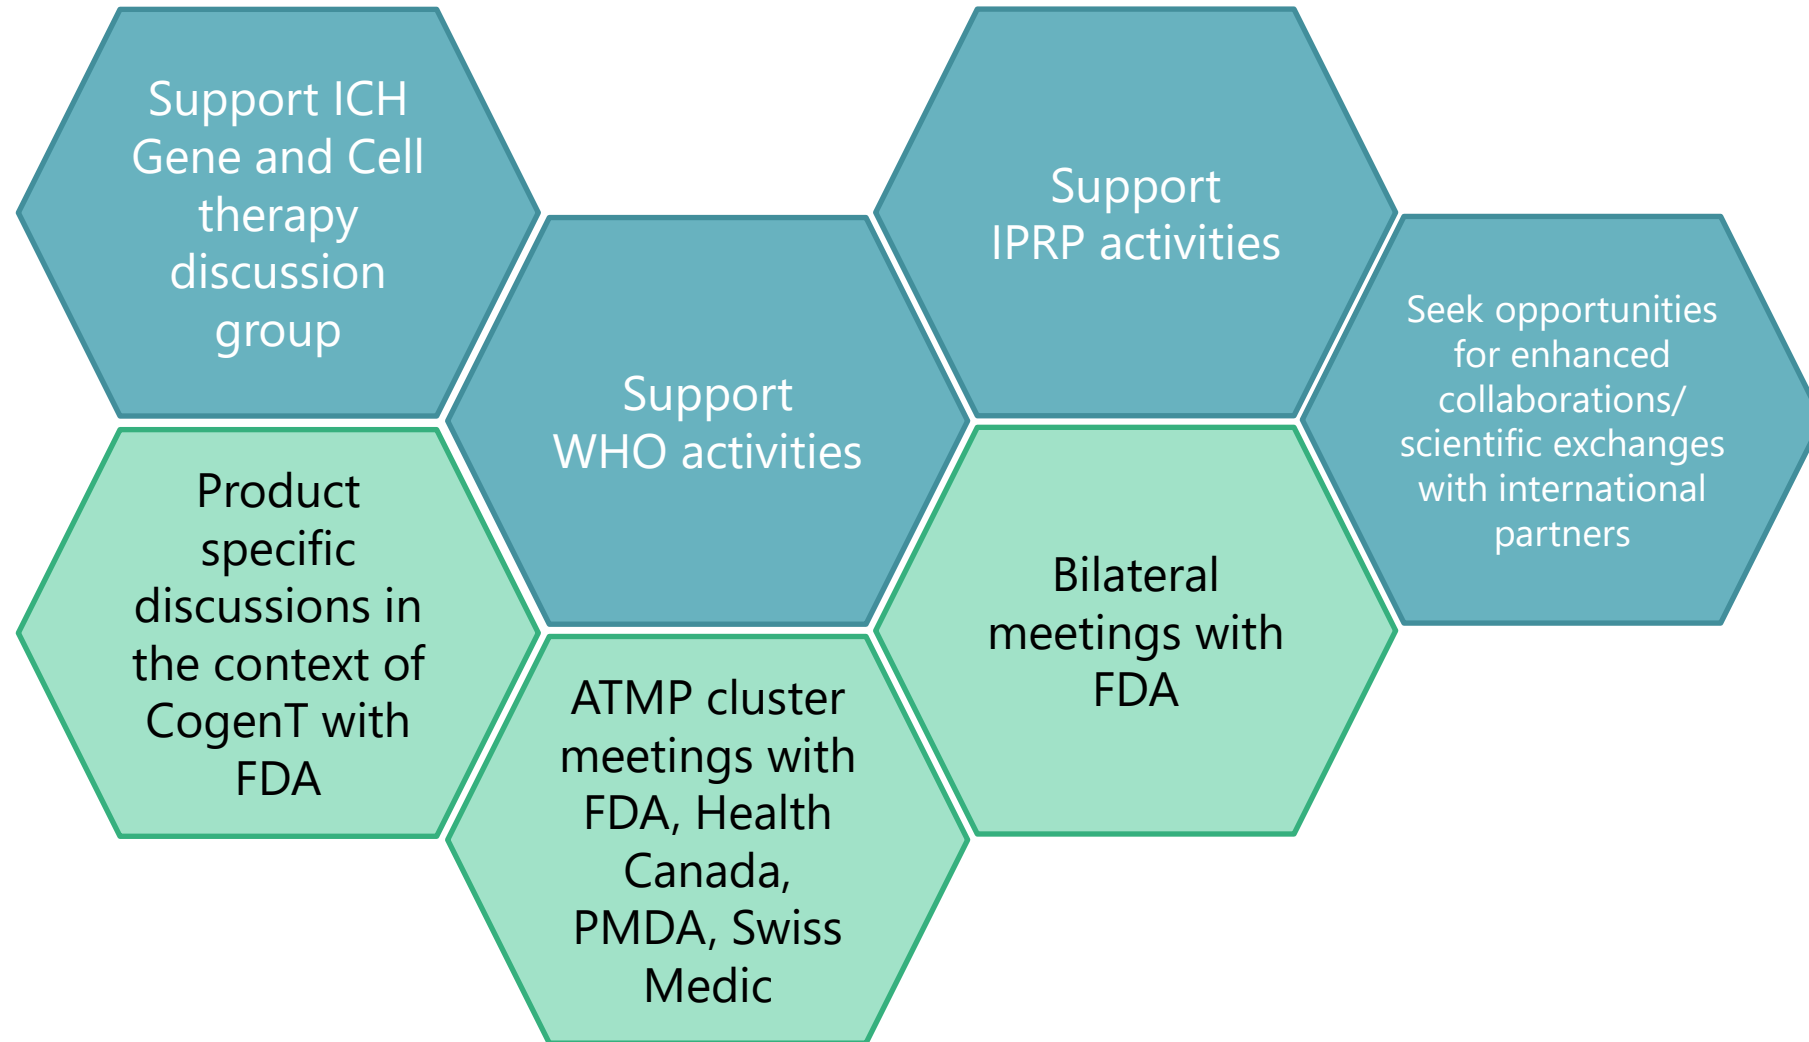 Support ICH
Gene and Cell
therapy
discussion
group
Support
WHO activities
Support
IPRP activities
Seek opportunities
for enhanced
collaborations/
scientific exchanges
with international
partners
Product
specific
discussions in
the context of
CogenT with
FDA
ATMP cluster
meetings with
FDA, Health
Canada,
PMDA, Swiss
Medic
Bilateral
meetings with
FDA